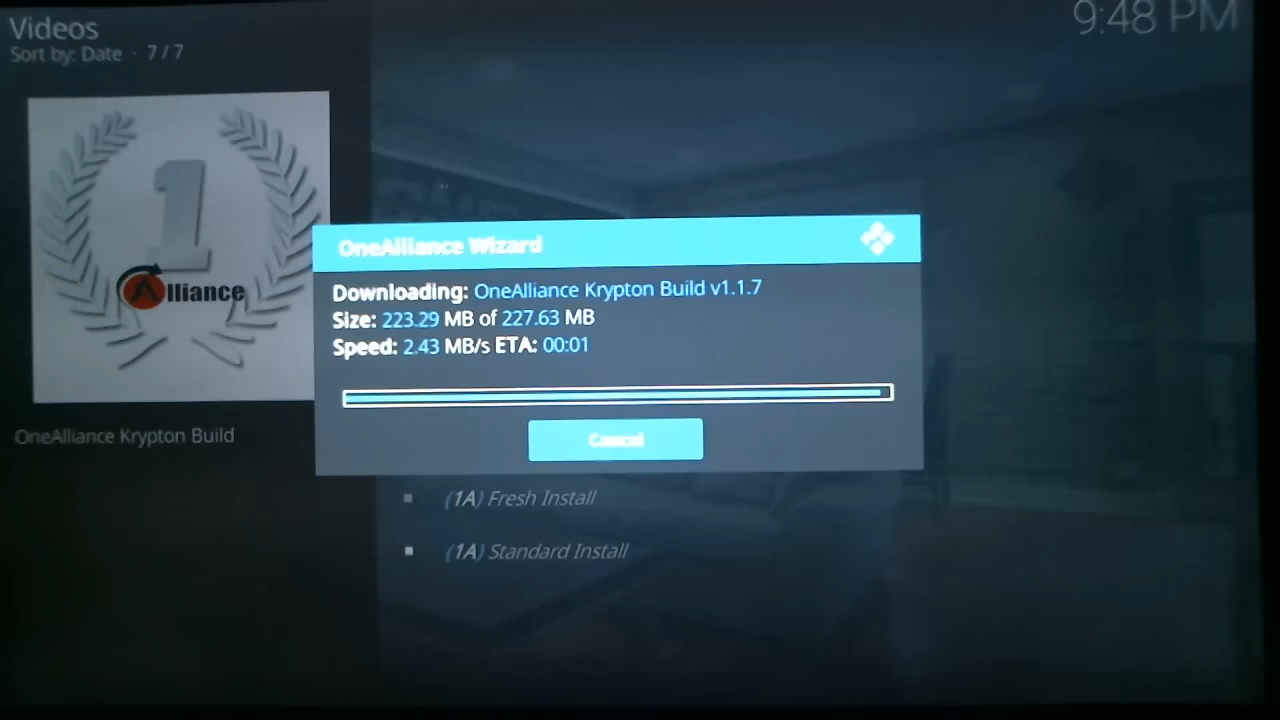 Videos
Sort by: Date · 7 / 7
9:48 PM
1
Alliance
OneAlliance Wizard
Downloading: OneAlliance Krypton Build v1.1.7
Size: 223.29 MB of 227.63 MB
Speed: 2.43 MB/s ETA: 00:01
Cancel
OneAlliance Krypton Build
(1A) Fresh Install
(1A) Standard Install